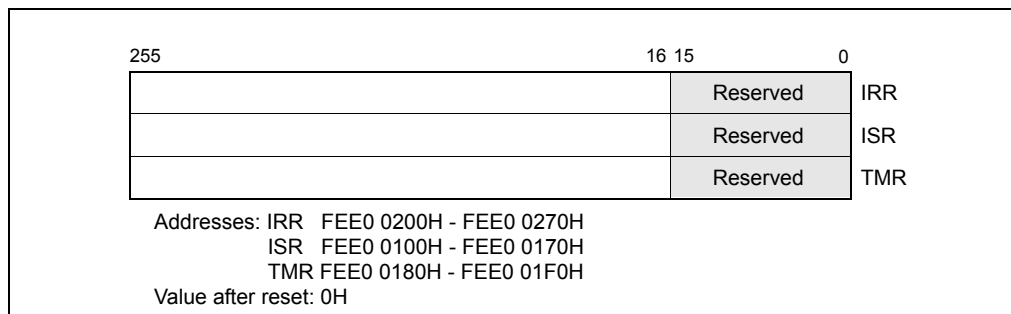 255 16 15 0
Reserved IRR
Reserved ISR
Reserved TMR
Addresses: IRR FEE0 0200H - FEE0 0270H
ISR FEE0 0100H - FEE0 0170H
TMR FEE0 0180H - FEE0 01F0H
Value after reset: 0H